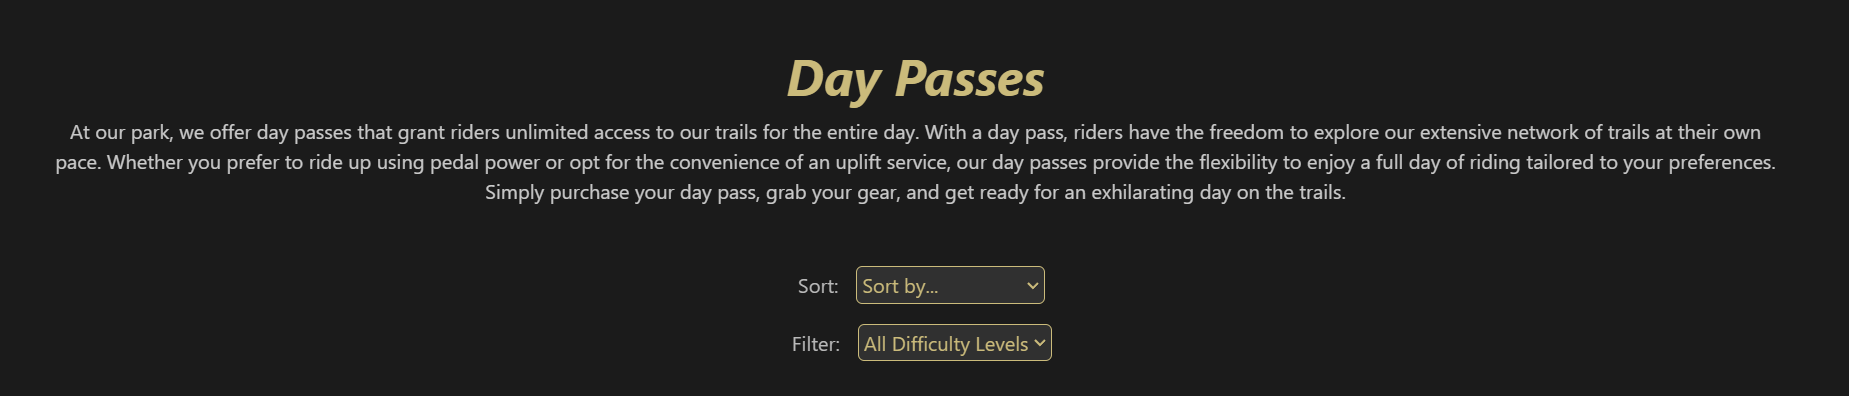 Day Passes
At our park, we offer day passes that grant riders unlimited access to our trails for the entire day. With a day pass, riders have the freedom to explore our extensive network of trails at their own
pace. Whether you prefer to ride up using pedal power or opt for the convenience of an uplift service, our day passes provide the flexibility to enjoy a full day of riding tailored to your preferences.
Simply purchase your day pass, grab your gear, and get ready for an exhilarating day on the trails.
Sort: Sort by...
Filter: All Difficulty Levels